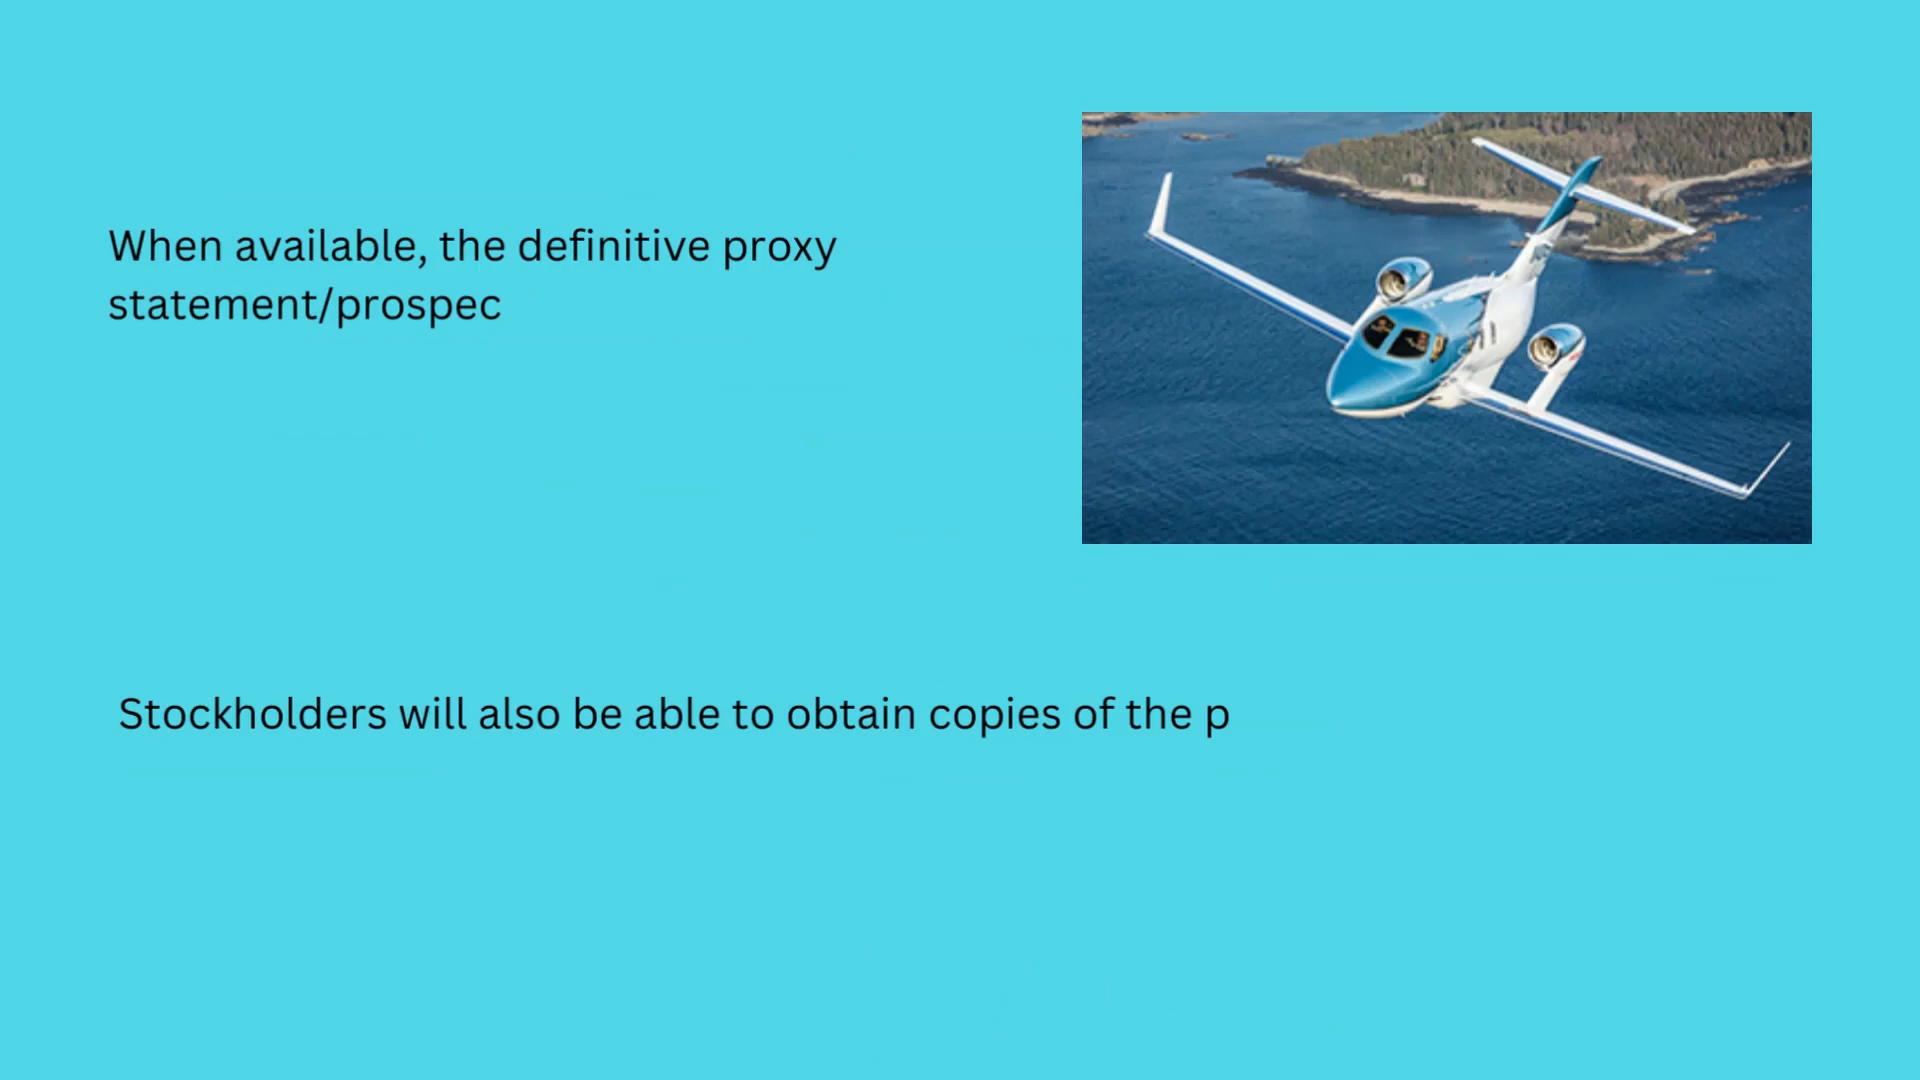 When available, the definitive proxy
statement/prospec
Stockholders will also be able to obtain copies of the p